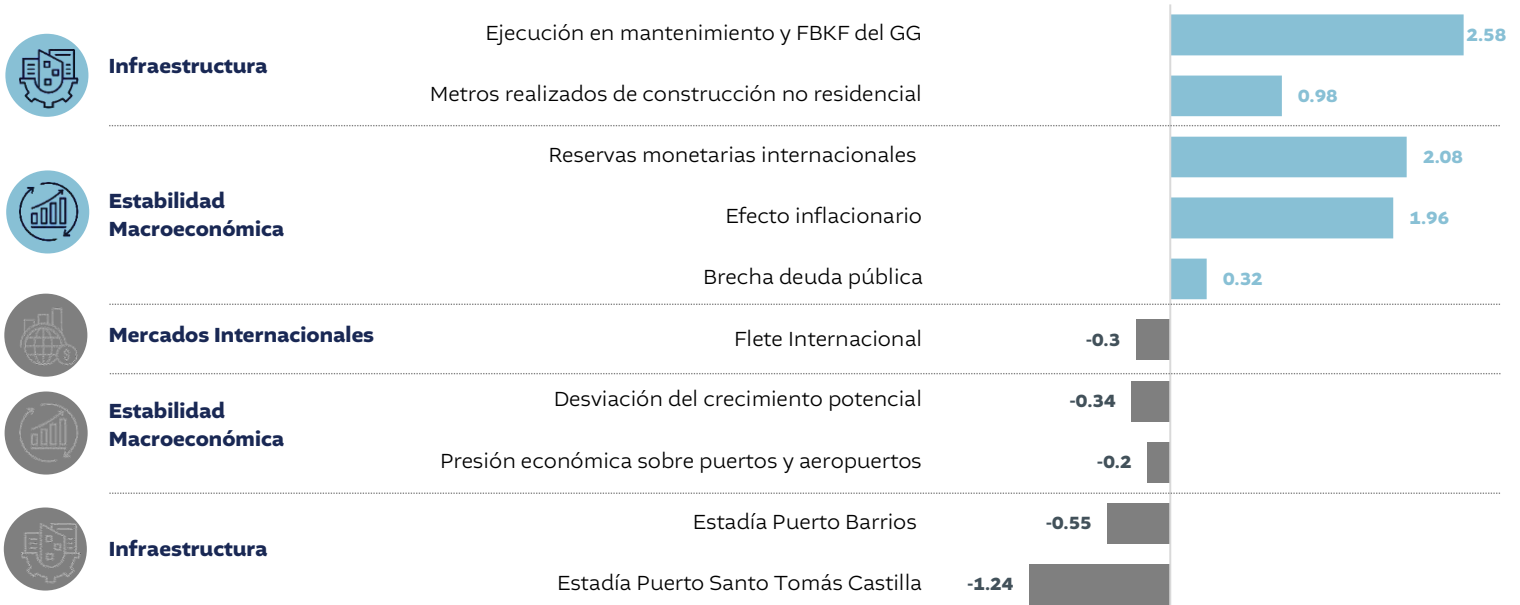 Ejecución en mantenimiento y FBKF del GG
2.58
Infraestructura
Metros realizados de construcción no residencial
0.98
Reservas monetarias internacionales
2.08
Estabilidad
Macroeconómica
Efecto inflacionario
1.96
Brecha deuda pública
0.32
Mercados Internacionales
Flete Internacional
-0.3
Desviación del crecimiento potencial
-0.34
Estabilidad
Macroeconómica
Presión económica sobre puertos y aeropuertos
-0.2
Estadía Puerto Barrios
-0.55
Infraestructura
Estadía Puerto Santo Tomás Castilla
-1.24